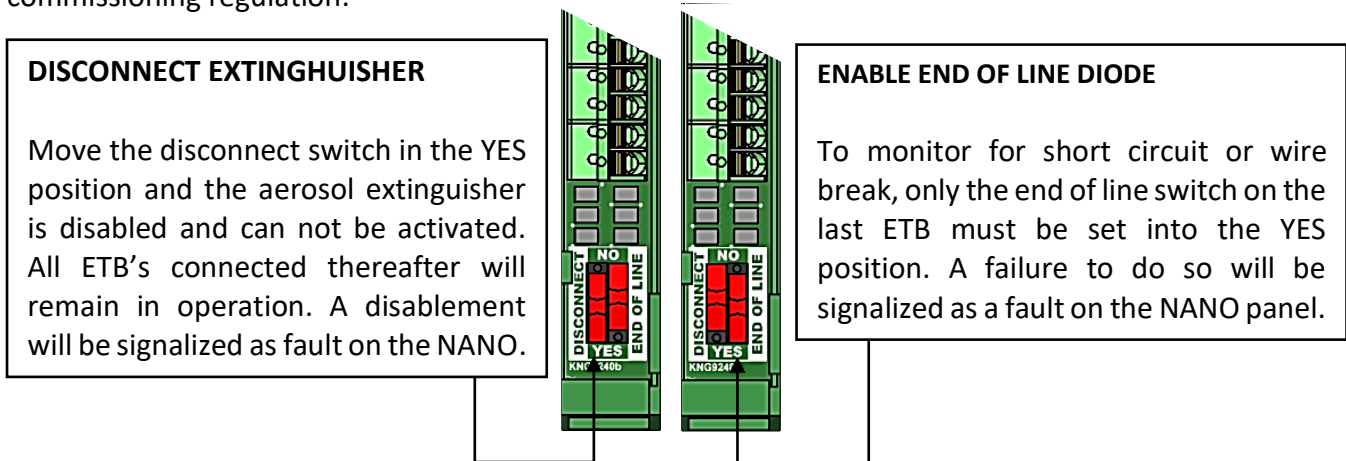 commissioning regulation.
DISCONNECT EXTINGHUISHER
Move the disconnect switch in the YES
position and the aerosol extinguisher
is disabled and can not be activated.
All ETB’s connected thereafter will
remain in operation. A disablement
will be signalized as fault on the NANO.
NO
DISCONNECT
END OF LINE
YES
NO
DISCONNECT
END OF LINE
YES
ENABLE END OF LINE DIODE
To monitor for short circuit or wire
break, only the end of line switch on the
last ETB must be set into the YES
position. A failure to do so will be
signalized as a fault on the NANO panel.